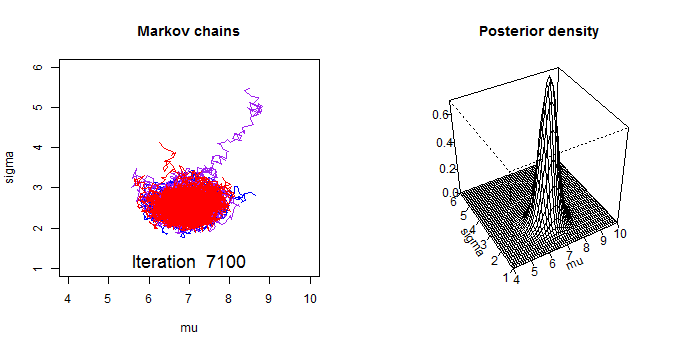 Markov chains
sigma
6
5
4
3
2
1
Iteration 7100
4 5 6 7 8 9 10
mu
Posterior density
0.6
0.4
0.2
0.0
6
5
4
3
2
1
sigma
4 5 6 7 8 9 10
mu